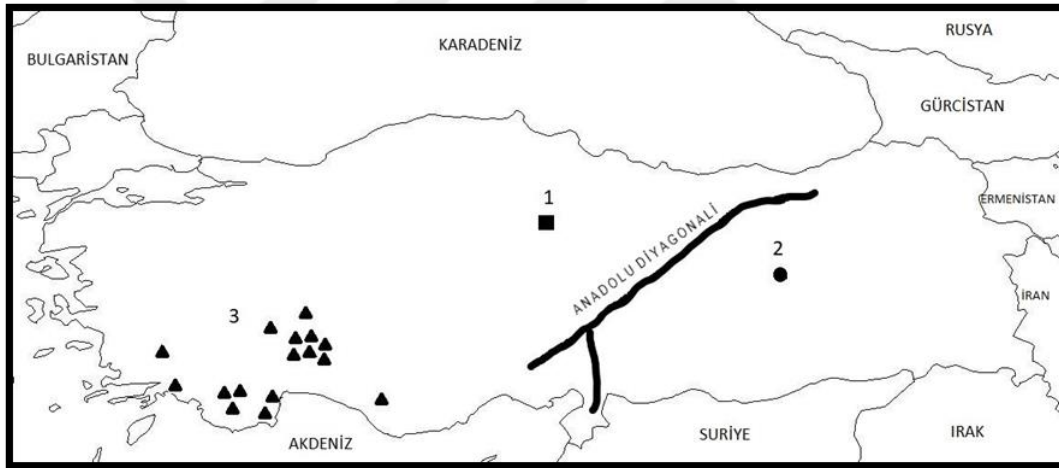 RUSYA
KARADENİZ
BULGARİSTAN
GÜRCİSTAN
1
ERMENİSTAN
ANADOLU DİYAGONALİ
2
İRAN
3
AKDENİZ
SURİYE
IRAK